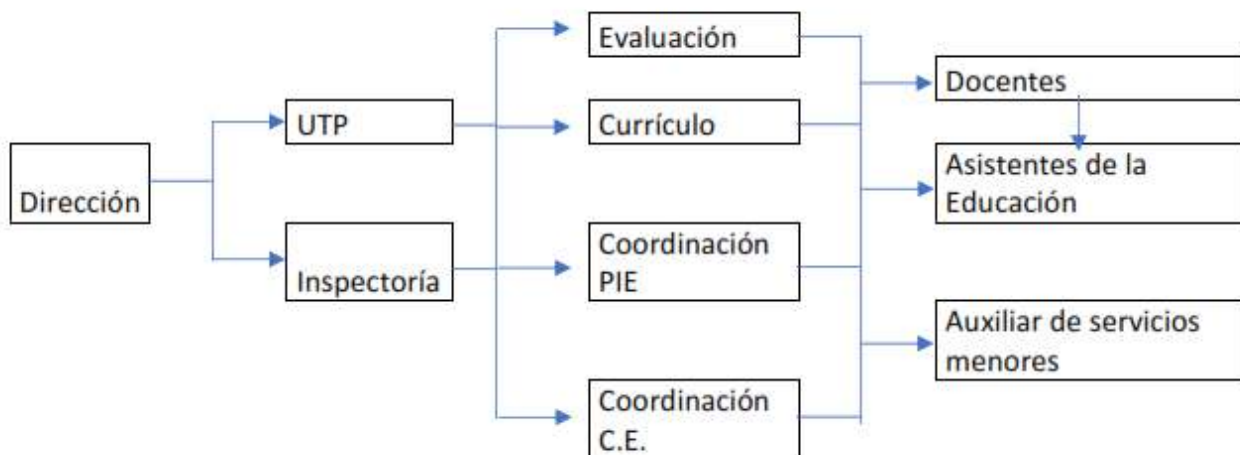 Dirección
UTP
Inspectoría
Evaluación
Currículo
Coordinación
PIE
Coordinación
C.E.
Docentes
Asistentes de la
Educación
Auxiliar de servicios
menores